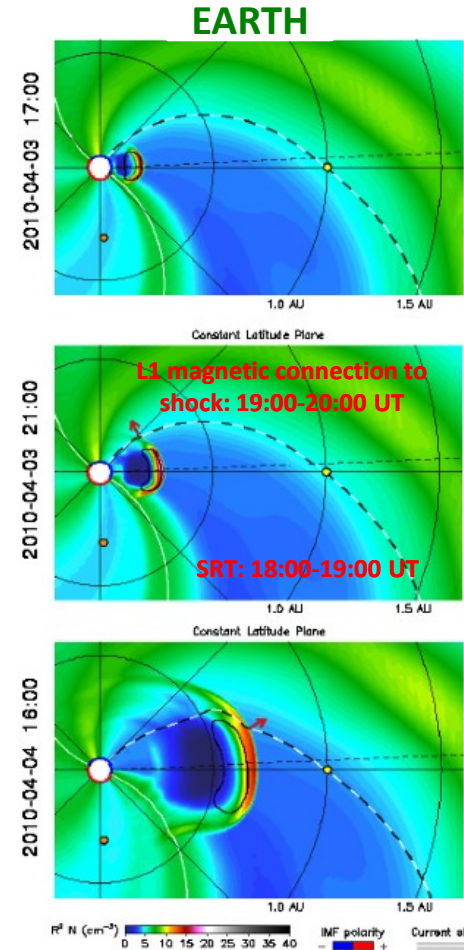 EARTH
2010-04-03 17:00
1.0 AU 1.5 AU
Constant Latitude Plane
2010-04-03 21:00
L1 magnetic connection to
shock: 19:00-20:00 UT
SRT: 18:00-19:00 UT
1.0 AU 1.5 AU
Constant Latitude Plane
2010-04-04 16:00
1.0 AU 1.5 AU
R² N (cm⁻³)
0 5 10 15 20 25 30 35 40
IMF polarity
- +
Current